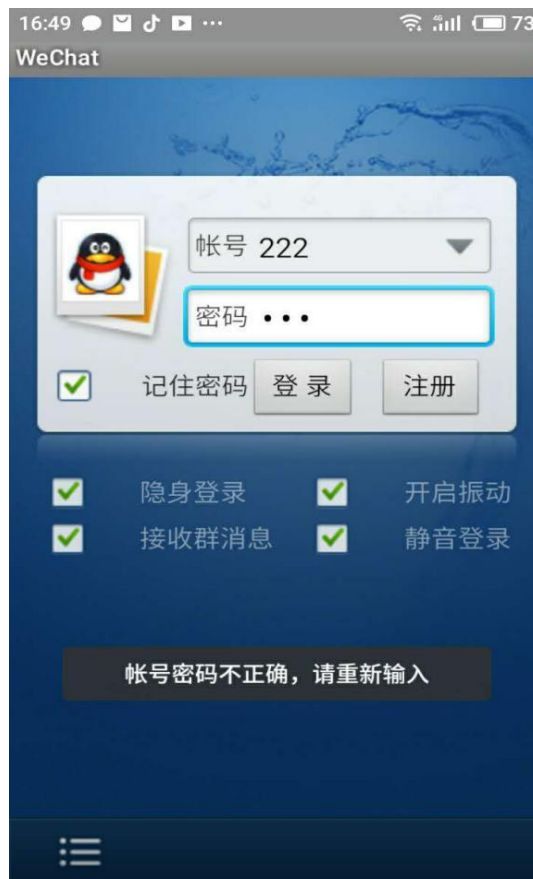 16:49 73
WeChat
帐号 222
密码 •••
记住密码 登 录 注册
隐身登录 开启振动
接收群消息 静音登录
帐号密码不正确，请重新输入